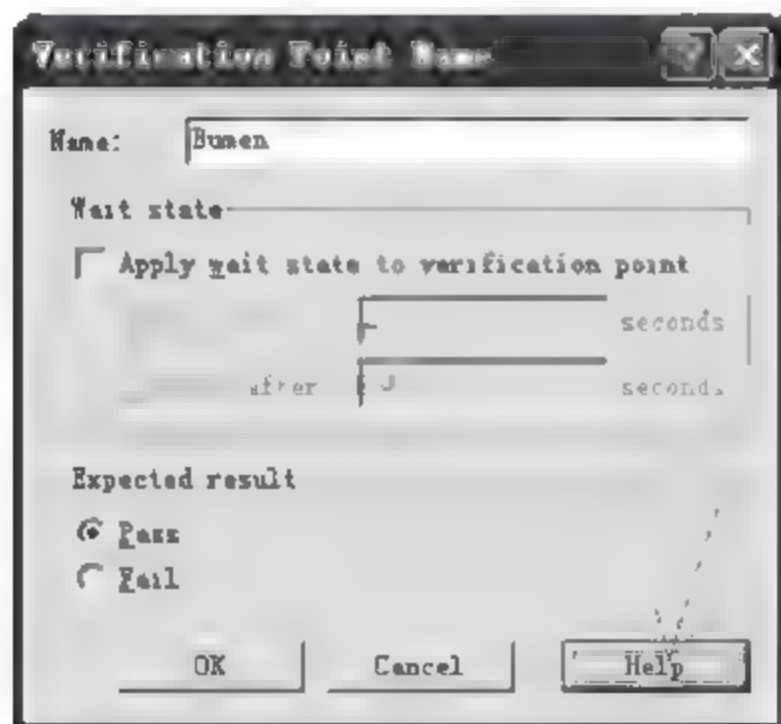 Verification Point Name
Name: Bumen
Wait state
Apply wait state to verification point
seconds
after seconds
Expected result
Pass
Fail
OK Cancel Help